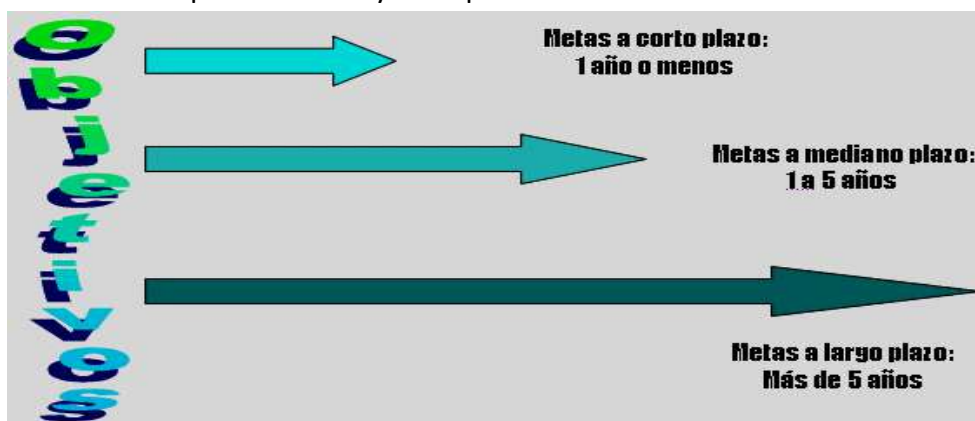 Objetivos
Metas a corto plazo:
1 año o menos
Metas a mediano plazo:
1 a 5 años
Metas a largo plazo:
Más de 5 años